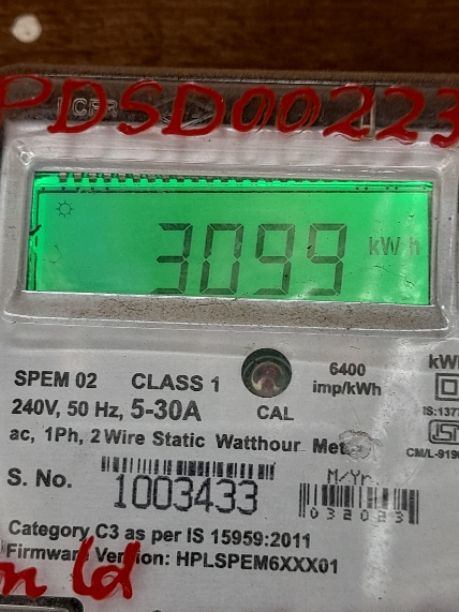 PDSD00223
3099 kWh
6400
imp/kWh
SPEM 02 CLASS 1
240V, 50 Hz, 5-30A
CAL
ac, 1Ph, 2 Wire Static Watthour
S. No. 1003433
M/Yr.
032023
Category C3 as per IS 15959:2011
Firmware Version: HPLSPEM6XXX01